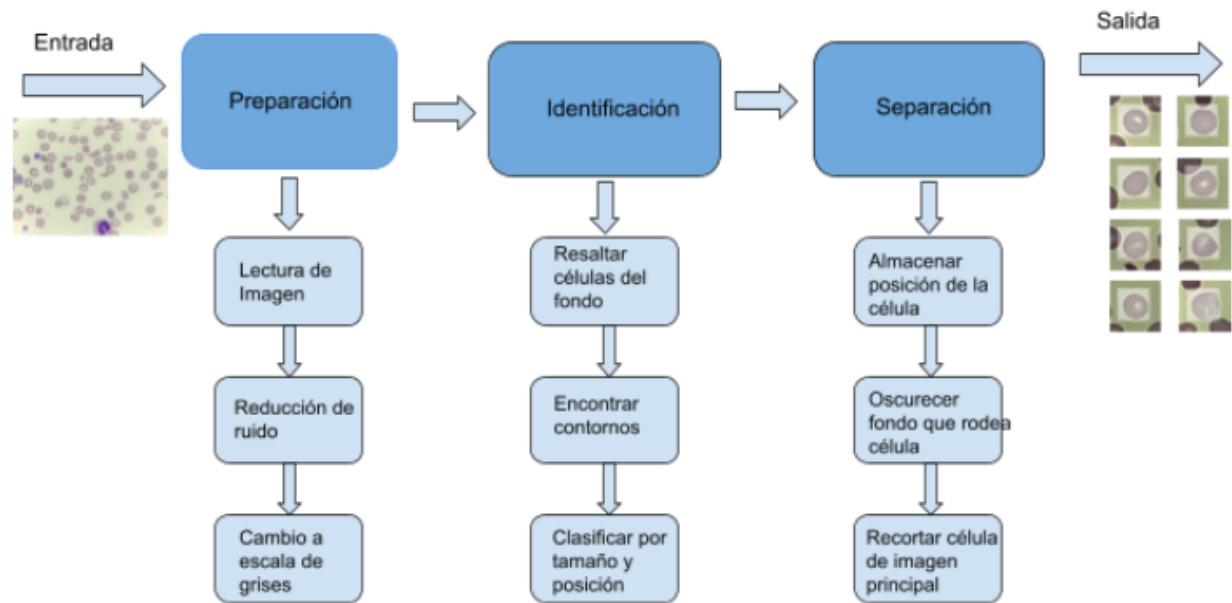 Entrada
Salida
Preparación
Identificación
Separación
Lectura de
Imagen
Reducción de
ruido
Cambio a
escala de
grises
Resaltar
células del
fondo
Encontrar
contornos
Clasificar por
tamaño y
posición
Almacenar
posición de la
célula
Oscurecer
fondo que rodea
célula
Recortar célula
de imagen
principal